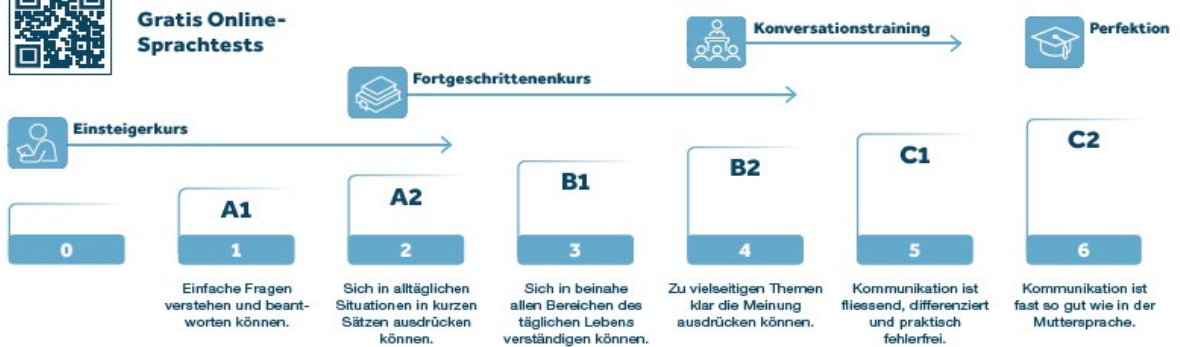 Gratis Online-
Sprachtests
Konversationstraining
Perfektion
Fortgeschrittenenkurs
Einsteigerkurs
A1
A2
B1
B2
C1
C2
0
1
2
3
4
5
6
Einfache Fragen
verstehen und beant-
worten können.
Sich in alltäglichen
Situationen in kurzen
Sätzen ausdrücken
können.
Sich in beinahe
allen Bereichen des
täglichen Lebens
verständigen können.
Zu vielseitigen Themen
klar die Meinung
ausdrücken können.
Kommunikation ist
fliessend, differenziert
und praktisch
fehlerfrei.
Kommunikation ist
fast so gut wie in der
Muttersprache.